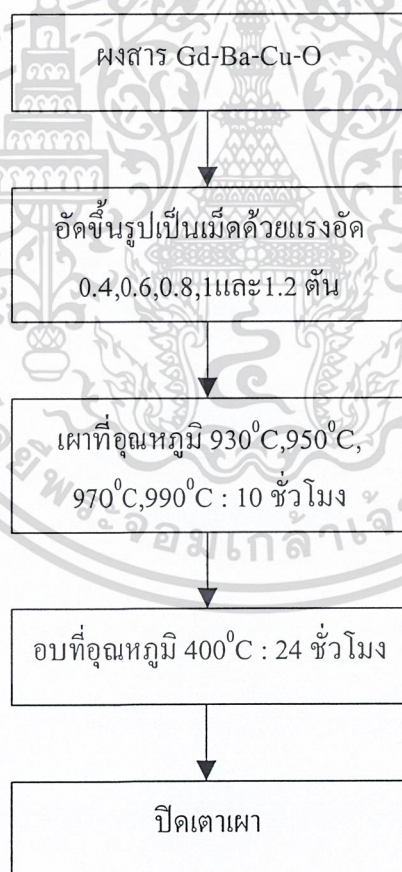 ผงสาร Gd-Ba-Cu-O
อัดขึ้นรูปเป็นเม็ดด้วยแรงอัด
0.4,0.6,0.8,1และ1.2 ตัน
เผาที่อุณหภูมิ 930⁰C,950⁰C,
970⁰C,990⁰C : 10 ชั่วโมง
อบที่อุณหภูมิ 400⁰C : 24 ชั่วโมง
ปิดเตาเผา